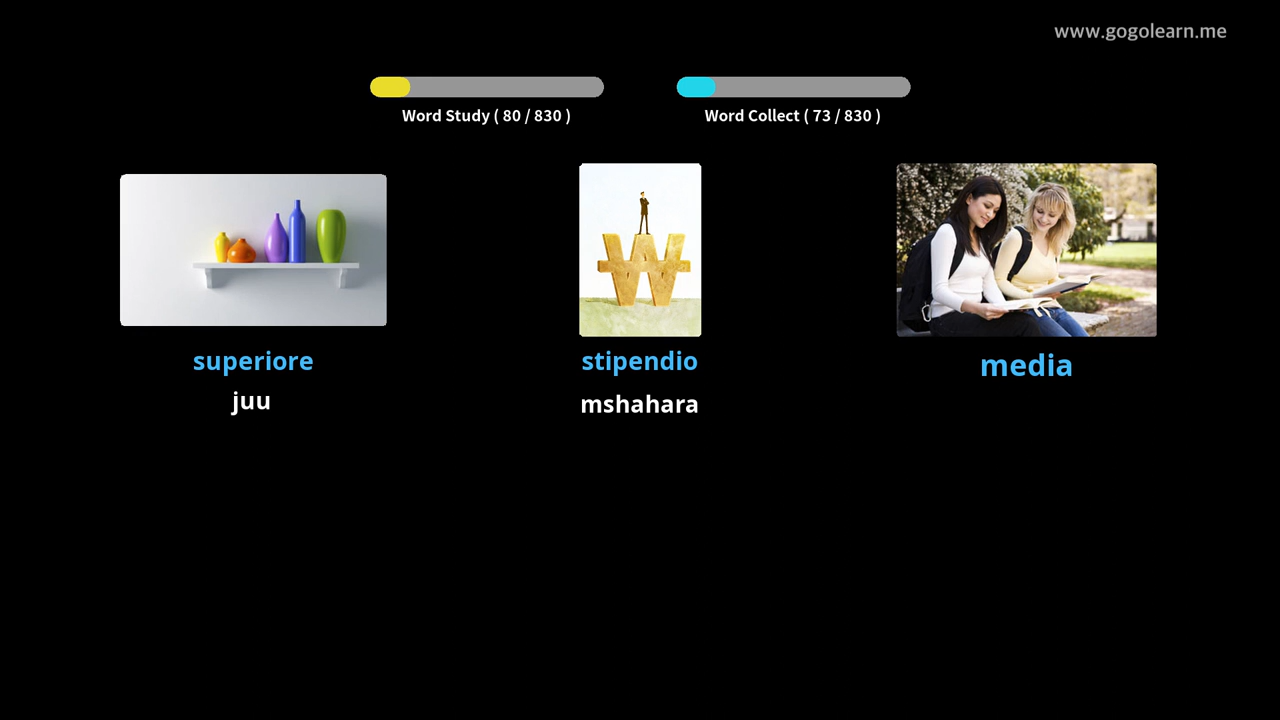 www.gogolearn.me
Word Study ( 80 / 830 )
Word Collect ( 73 / 830 )
superiore
juu
stipendio
mshahara
media